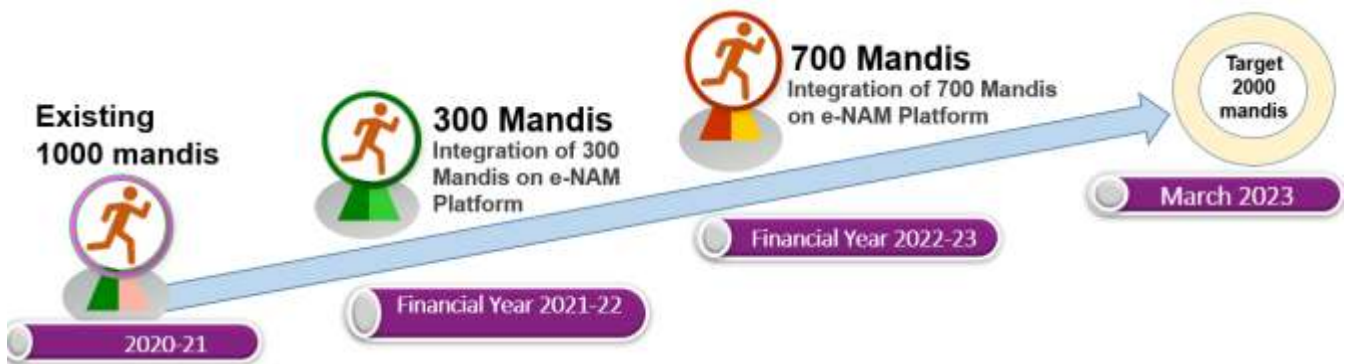 Existing
1000 mandis
2020-21
300 Mandis
Integration of 300
Mandis on e-NAM
Platform
Financial Year 2021-22
700 Mandis
Integration of 700 Mandis
on e-NAM Platform
Financial Year 2022-23
Target
2000
mandis
March 2023